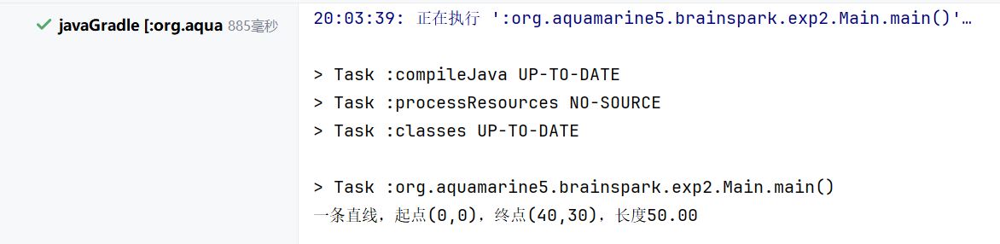 javaGradle [:org.aqua 885毫秒
20:03:39: 正在执行 ':org.aquamarine5.brainspark.exp2.Main.main()'…
> Task :compileJava UP-TO-DATE
> Task :processResources NO-SOURCE
> Task :classes UP-TO-DATE
> Task :org.aquamarine5.brainspark.exp2.Main.main()
一条直线，起点(0,0)，终点(40,30)，长度50.00